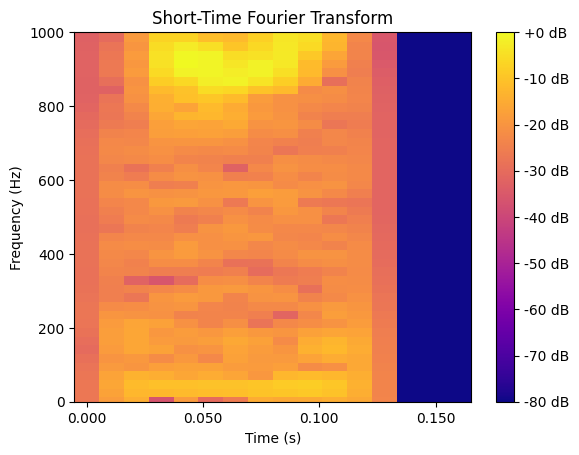 Short-Time Fourier Transform
1000
800
600
400
200
0
Frequency (Hz)
0.000
0.050
0.100
0.150
Time (s)
+0 dB
-10 dB
-20 dB
-30 dB
-40 dB
-50 dB
-60 dB
-70 dB
-80 dB